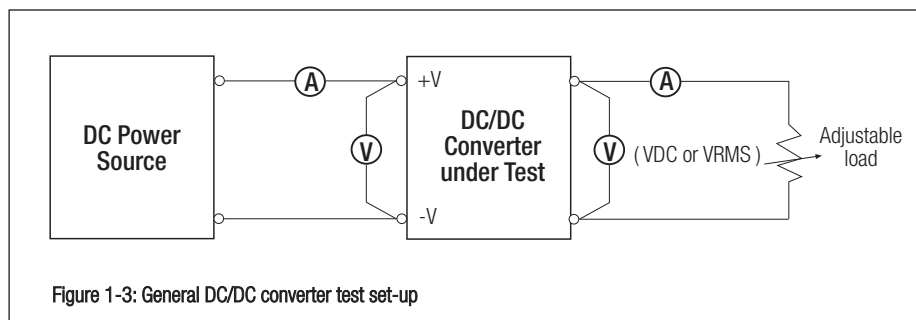 DC Power
Source
A
V
+V
-V
DC/DC
Converter
under Test
A
V
( VDC or VRMS )
Adjustable
load
Figure 1-3: General DC/DC converter test set-up